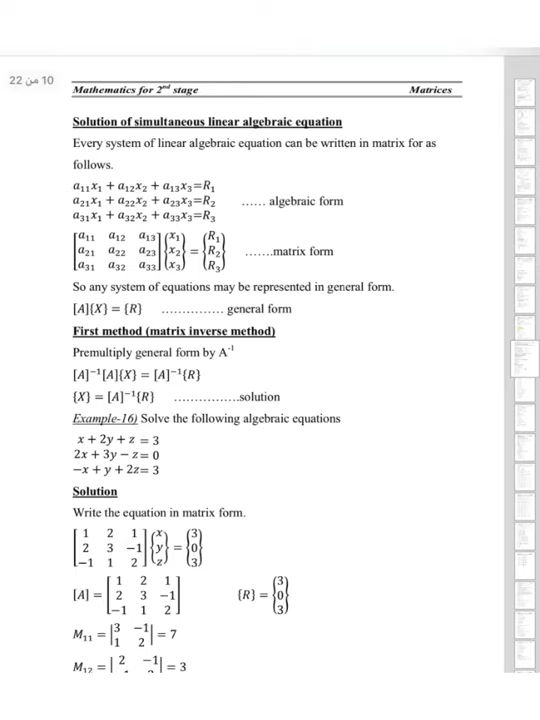 10 من 22
Mathematics for 2nd stage Matrices
Solution of simultaneous linear algebraic equation
Every system of linear algebraic equation can be written in matrix for as
follows.
a₁₁x₁ + a₁₂x₂ + a₁₃x₃=R₁
a₂₁x₁ + a₂₂x₂ + a₂₃x₃=R₂ …… algebraic form
a₃₁x₁ + a₃₂x₂ + a₃₃x₃=R₃
[a₁₁ a₁₂ a₁₃] {x₁} = {R₁}
[a₂₁ a₂₂ a₂₃] {x₂} = {R₂} …….matrix form
[a₃₁ a₃₂ a₃₃] {x₃} = {R₃}
So any system of equations may be represented in general form.
[A]{X} = {R} …………… general form
First method (matrix inverse method)
Premultiply general form by A⁻¹
[A]⁻¹[A]{X} = [A]⁻¹{R}
{X} = [A]⁻¹{R} …………….solution
Example-16) Solve the following algebraic equations
x + 2y + z = 3
2x + 3y − z= 0
−x + y + 2z= 3
Solution
Write the equation in matrix form.
[1 2 1] {x} = {3}
[2 3 −1] {y} = {0}
[−1 1 2] {z} = {3}
[A] = [1 2 1; 2 3 −1; −1 1 2] {R} = {3; 0; 3}
M₁₁ = |3 −1; 1 2| = 7
M₁₂ = |2 −1| = 3